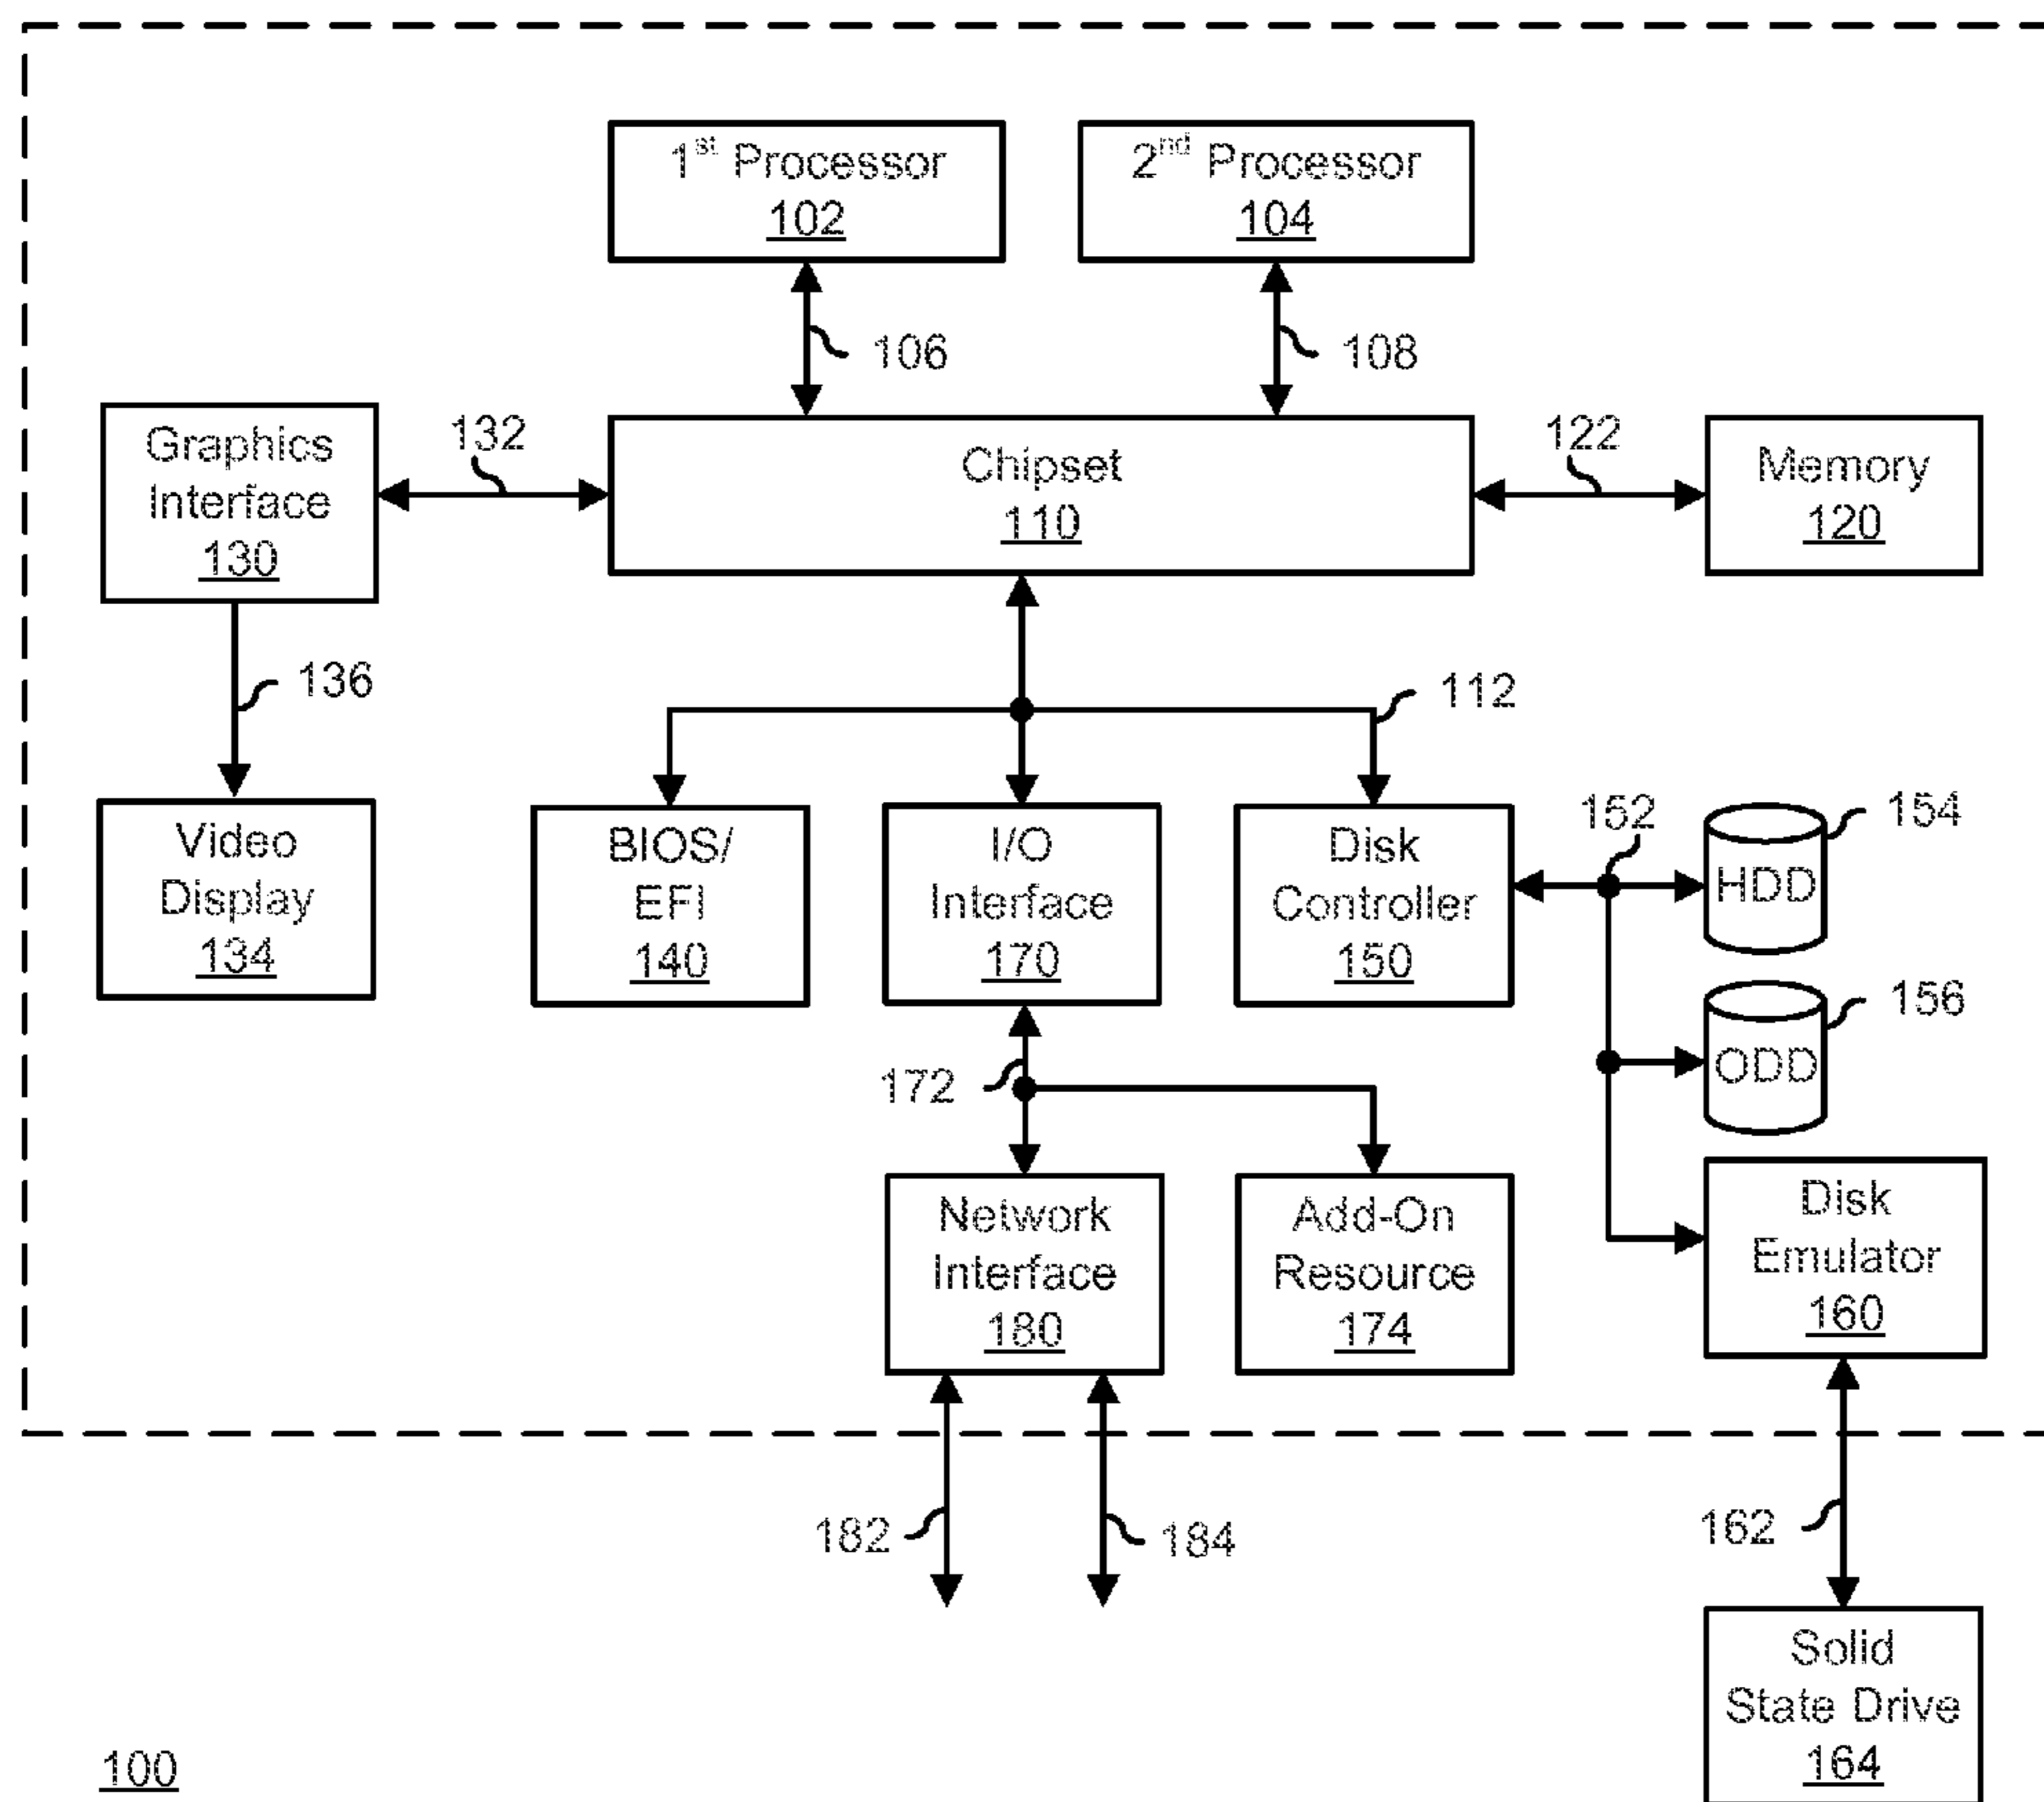 1st Processor
102
2nd Processor
104
106
108
Graphics
Interface
130
132
Chipset
110
122
Memory
120
136
112
Video
Display
134
BIOS/
EFI
140
I/O
Interface
170
Disk
Controller
150
152
HDD
154
ODD
156
172
Network
Interface
180
Add-On
Resource
174
Disk
Emulator
160
182
184
162
Solid
State Drive
164
100